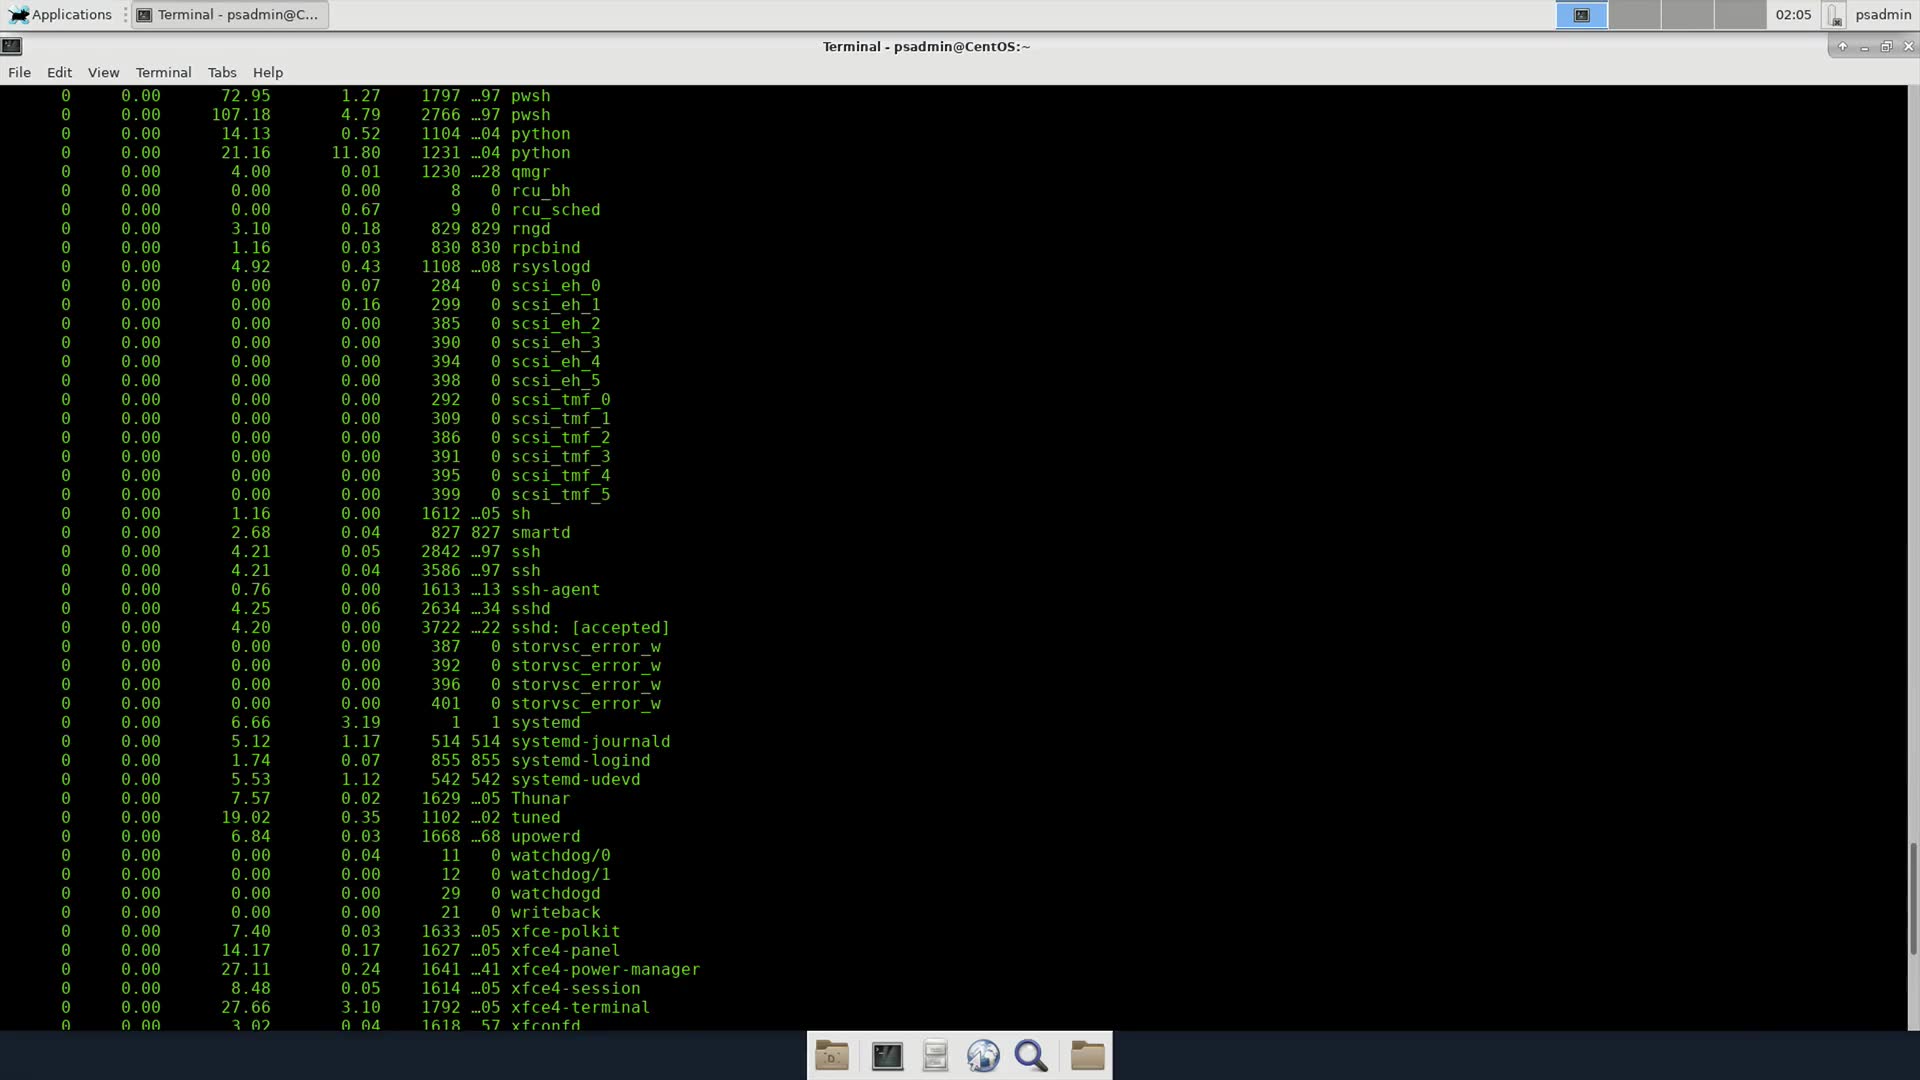 Applications
Terminal - psadmin@C...
02:05
psadmin
Terminal - psadmin@CentOS:~
File Edit View Terminal Tabs Help
0 0.00 72.95 1.27 1797 …97 pwsh
0 0.00 107.18 4.79 2766 …97 pwsh
0 0.00 14.13 0.52 1104 …04 python
0 0.00 21.16 11.80 1231 …04 python
0 0.00 4.00 0.01 1230 …28 qmgr
0 0.00 0.00 0.00 8 0 rcu_bh
0 0.00 0.00 0.67 9 0 rcu_sched
0 0.00 3.10 0.18 829 829 rngd
0 0.00 1.16 0.03 830 830 rpcbind
0 0.00 4.92 0.43 1108 …08 rsyslogd
0 0.00 0.00 0.07 284 0 scsi_eh_0
0 0.00 0.00 0.16 299 0 scsi_eh_1
0 0.00 0.00 0.00 385 0 scsi_eh_2
0 0.00 0.00 0.00 390 0 scsi_eh_3
0 0.00 0.00 0.00 394 0 scsi_eh_4
0 0.00 0.00 0.00 398 0 scsi_eh_5
0 0.00 0.00 0.00 292 0 scsi_tmf_0
0 0.00 0.00 0.00 309 0 scsi_tmf_1
0 0.00 0.00 0.00 386 0 scsi_tmf_2
0 0.00 0.00 0.00 391 0 scsi_tmf_3
0 0.00 0.00 0.00 395 0 scsi_tmf_4
0 0.00 0.00 0.00 399 0 scsi_tmf_5
0 0.00 1.16 0.00 1612 …05 sh
0 0.00 2.68 0.04 827 827 smartd
0 0.00 4.21 0.05 2842 …97 ssh
0 0.00 4.21 0.04 3586 …97 ssh
0 0.00 0.76 0.00 1613 …13 ssh-agent
0 0.00 4.25 0.06 2634 …34 sshd
0 0.00 4.20 0.00 3722 …22 sshd: [accepted]
0 0.00 0.00 0.00 387 0 storvsc_error_w
0 0.00 0.00 0.00 392 0 storvsc_error_w
0 0.00 0.00 0.00 396 0 storvsc_error_w
0 0.00 0.00 0.00 401 0 storvsc_error_w
0 0.00 6.66 3.19 1 1 systemd
0 0.00 5.12 1.17 514 514 systemd-journald
0 0.00 1.74 0.07 855 855 systemd-logind
0 0.00 5.53 1.12 542 542 systemd-udevd
0 0.00 7.57 0.02 1629 …05 Thunar
0 0.00 19.02 0.35 1102 …02 tuned
0 0.00 6.84 0.03 1668 …68 upowerd
0 0.00 0.00 0.04 11 0 watchdog/0
0 0.00 0.00 0.00 12 0 watchdog/1
0 0.00 0.00 0.00 29 0 watchdogd
0 0.00 0.00 0.00 21 0 writeback
0 0.00 7.40 0.03 1633 …05 xfce-polkit
0 0.00 14.17 0.17 1627 …05 xfce4-panel
0 0.00 27.11 0.24 1641 …41 xfce4-power-manager
0 0.00 8.48 0.05 1614 …05 xfce4-session
0 0.00 27.66 3.10 1792 …05 xfce4-terminal
0 0.00 3.02 0.04 1618 57 xfconfd